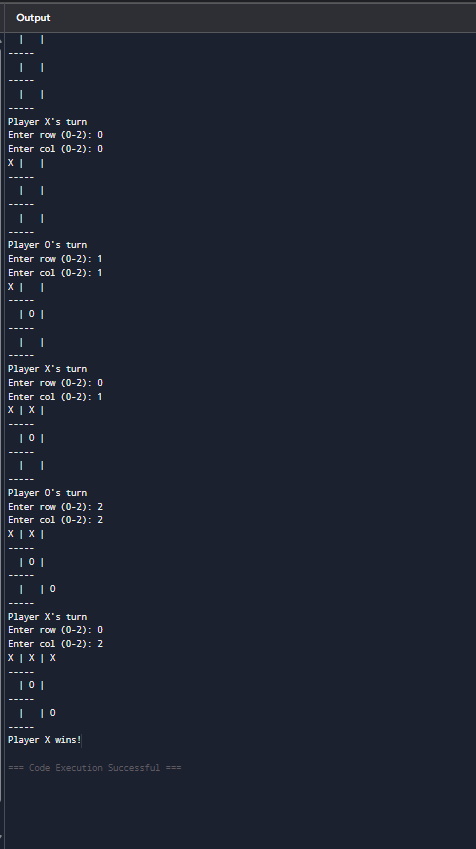 Output
  |   |
-----
  |   |
-----
  |   |
-----
Player X's turn
Enter row (0-2): 0
Enter col (0-2): 0
X |   |
-----
  |   |
-----
  |   |
-----
Player O's turn
Enter row (0-2): 1
Enter col (0-2): 1
X |   |
-----
  | O |
-----
  |   |
-----
Player X's turn
Enter row (0-2): 0
Enter col (0-2): 1
X | X |
-----
  | O |
-----
  |   |
-----
Player O's turn
Enter row (0-2): 2
Enter col (0-2): 2
X | X |
-----
  | O |
-----
  |   | O
-----
Player X's turn
Enter row (0-2): 0
Enter col (0-2): 2
X | X | X
-----
  | O |
-----
  |   | O
-----
Player X wins!
=== Code Execution Successful ===